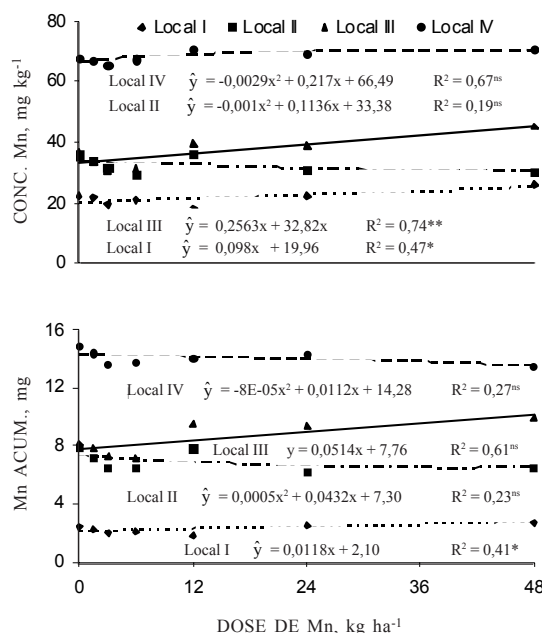 Local I Local II Local III Local IV
80
60
40
20
0
CONC. Mn, mg kg-1
Local IV ŷ = -0,0029x2 + 0,217x + 66,49 R2 = 0,67ns
Local II ŷ = -0,001x2 + 0,1136x + 33,38 R2 = 0,19ns
Local III ŷ = 0,2563x + 32,82x R2 = 0,74**
Local I ŷ = 0,098x + 19,96 R2 = 0,47*
16
12
8
4
0
Mn ACUM., mg
Local IV ŷ = -8E-05x2 + 0,0112x + 14,28 R2 = 0,27ns
Local III y = 0,0514x + 7,76 R2 = 0,61ns
Local II ŷ = 0,0005x2 + 0,0432x + 7,30 R2 = 0,23ns
Local I ŷ = 0,0118x + 2,10 R2 = 0,41*
0 12 24 36 48
DOSE DE Mn, kg ha-1